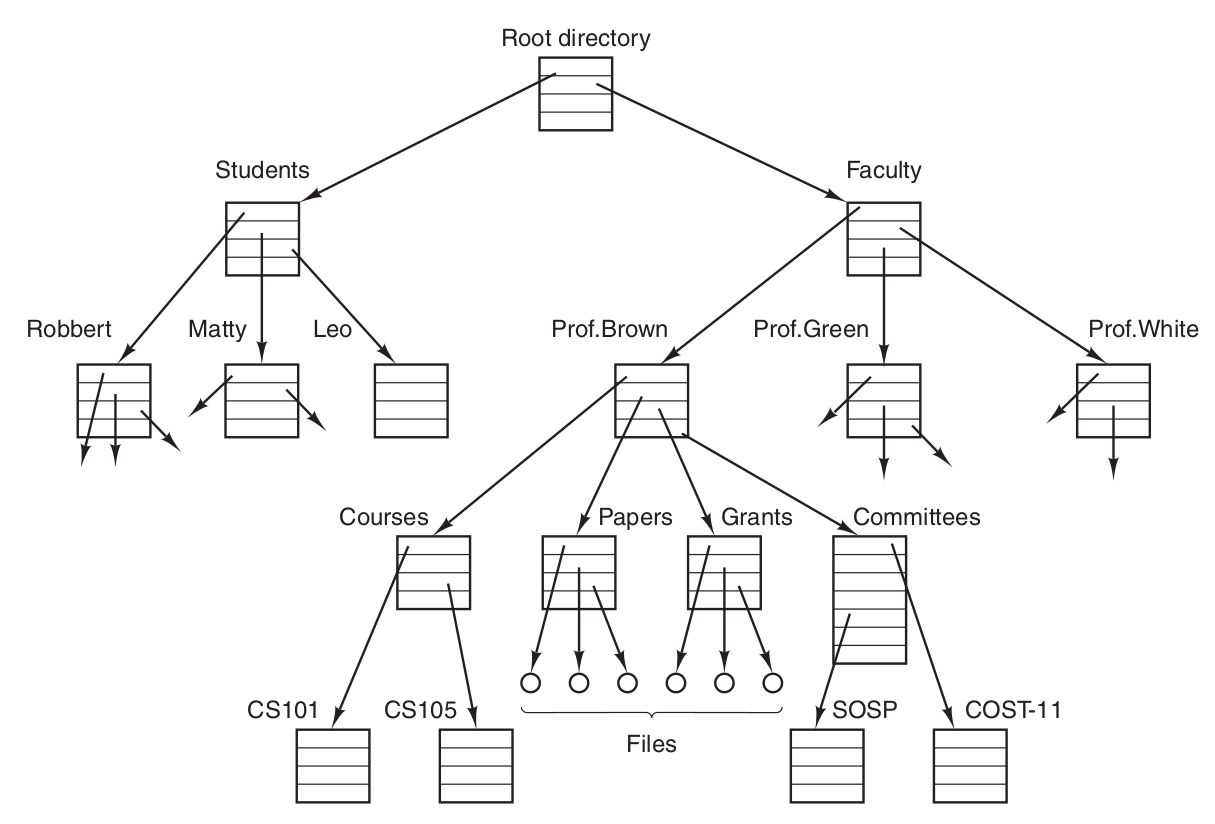 Root directory
Students
Faculty
Robbert
Matty
Leo
Prof.Brown
Prof.Green
Prof.White
Courses
Papers
Grants
Committees
CS101
CS105
SOSP
COST-11
Files